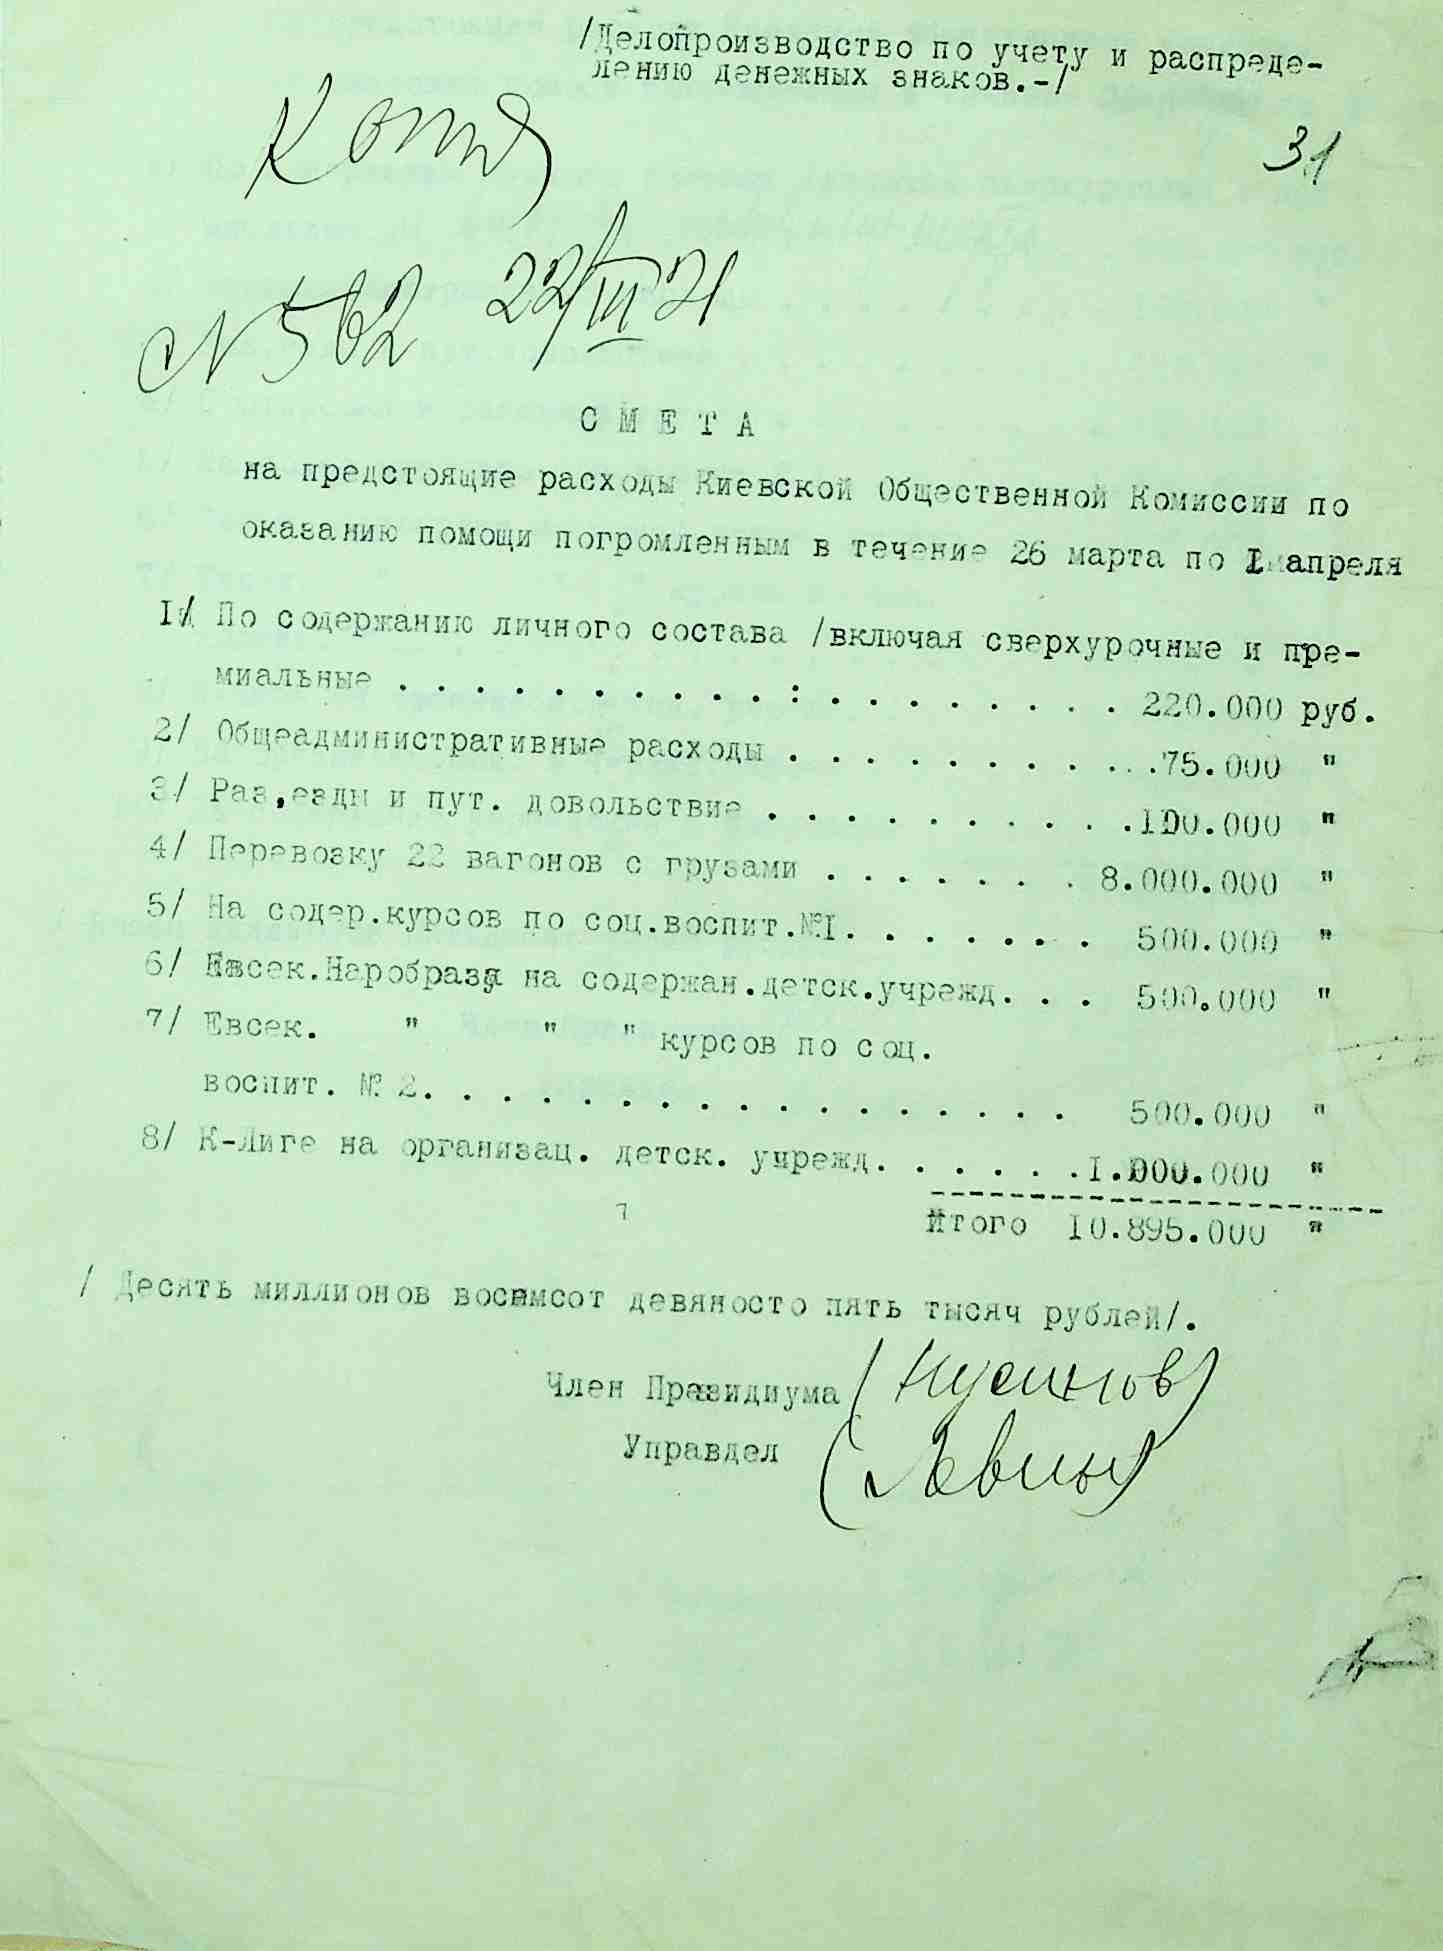 /Делопроизводство по учету и распреде-
лению денежных знаков.-/
31
Копия
№ 562 22/III 21
СМЕТА
на предстоящие расходы Киевской Общественной Комиссии по
оказанию помощи погромленным в течение 26 марта по 1 апреля
I/ По содержанию личного состава /включая сверхурочные и пре-
миальные . . . . . . . . . . : . . . . . . . . 220.000 руб.
2/ Общеадминистративные расходы . . . . . . . . . . .75.000 "
3/ Раз,езды и пут. довольствие . . . . . . . . . .100.000 "
4/ Перевозку 22 вагонов с грузами . . . . . . . 8.000.000 "
5/ На содер.курсов по соц.воспит.№I. . . . . . . 500.000 "
6/ Евсек.Наробраза на содержан.детск.учрежд. . . 500.000 "
7/ Евсек. " " " курсов по соц.
воспит. № 2. . . . . . . . . . . . . . . . . 500.000 "
8/ К-Лиге на организац. детск. учрежд. . . . . .I.000.000 "
Итого I0.895.000 "
/ Десять миллионов восемсот девяносто пять тысяч рублей/.
Член Президиума (Нусинов)
Управдел (Левин)